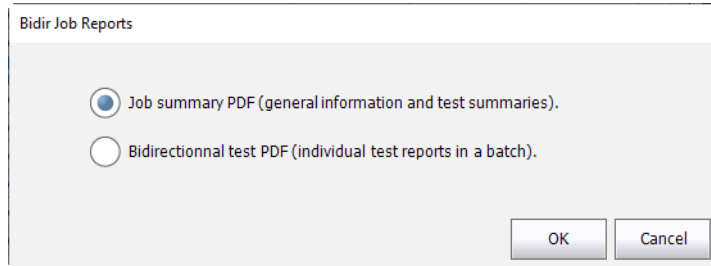 Bidir Job Reports
Job summary PDF (general information and test summaries).
Bidirectionnal test PDF (individual test reports in a batch).
OK Cancel